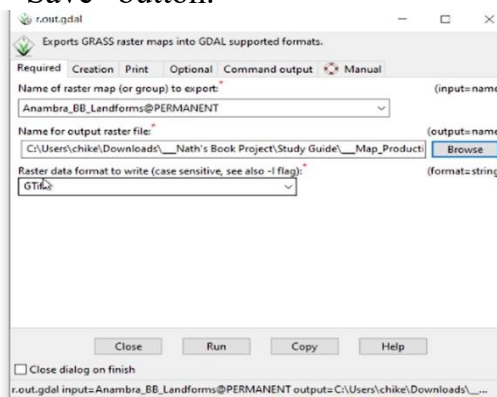 "Save" button.
r.out.gdal
Exports GRASS raster maps into GDAL supported formats.
Required Creation Print Optional Command output Manual
Name of raster map (or group) to export:* (input=name
Anambra_BB_Landforms@PERMANENT
Name for output raster file:* (output=name
C:\Users\chike\Downloads\__Nath's Book Project\Study Guide\__Map_Producti Browse
Raster data format to write (case sensitive, see also -l flag):* (format=string
GTiff
Close Run Copy Help
Close dialog on finish
r.out.gdal input=Anambra_BB_Landforms@PERMANENT output=C:\Users\chike\Downloads\__...